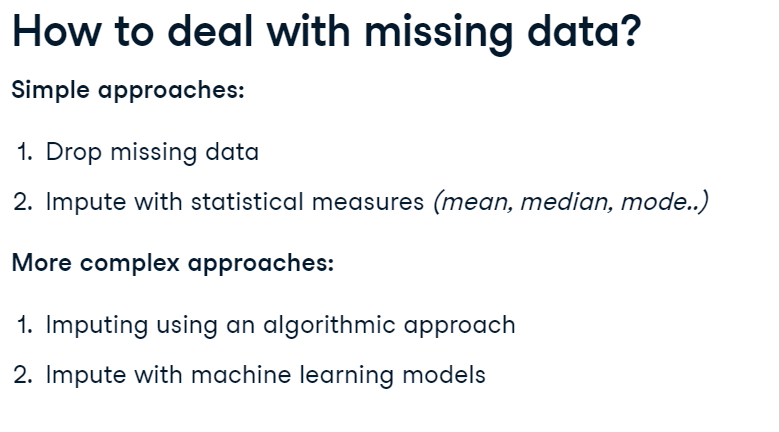 How to deal with missing data?
Simple approaches:
1. Drop missing data
2. Impute with statistical measures (mean, median, mode..)
More complex approaches:
1. Imputing using an algorithmic approach
2. Impute with machine learning models